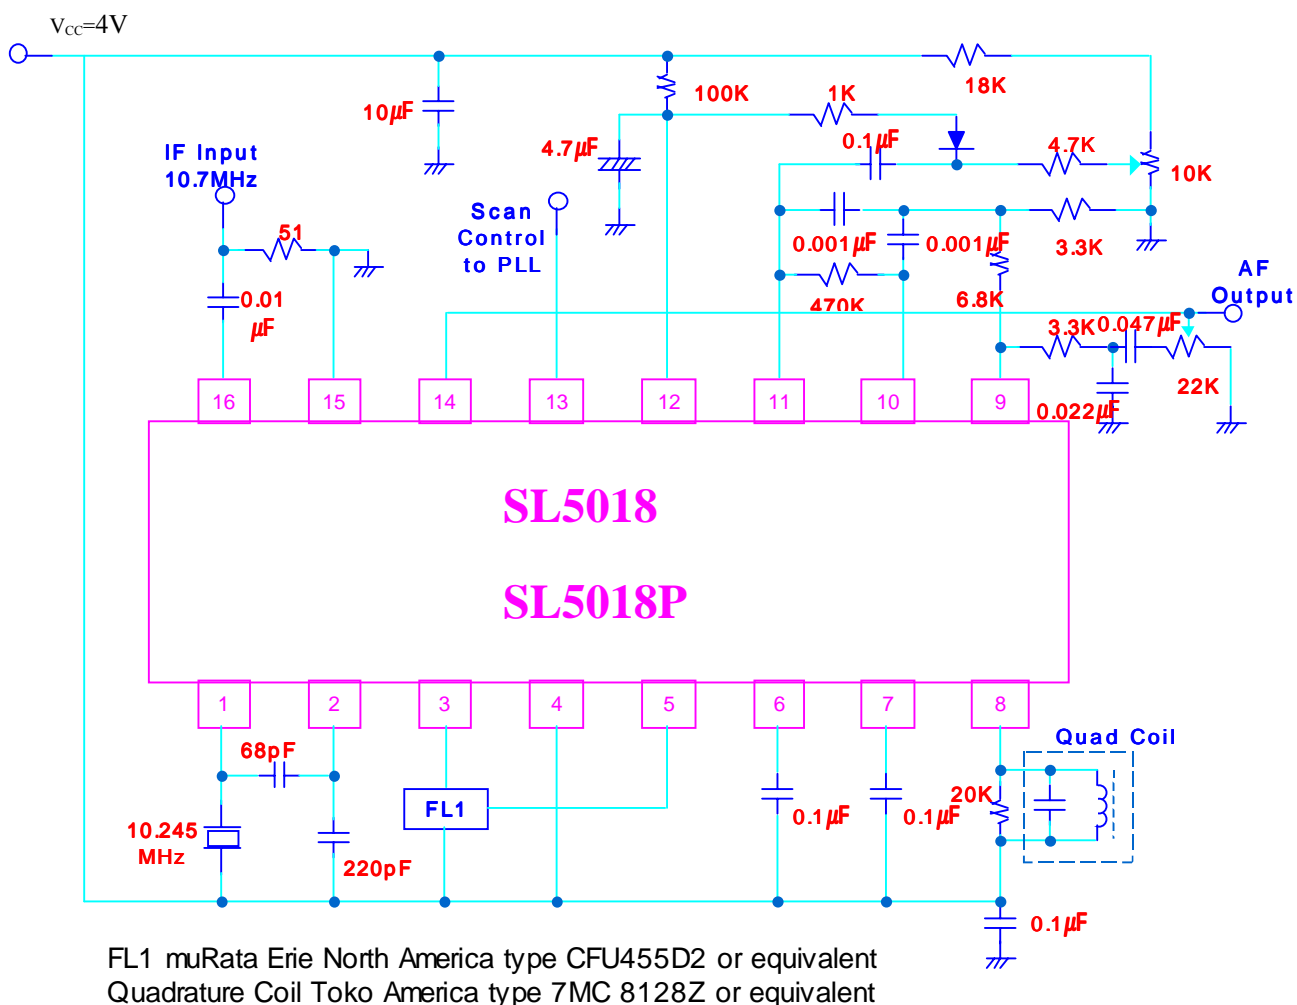 VCC=4V
18K
100K
1K
10µF
0.1µF
4.7µF
4.7K
10K
IF Input
10.7MHz
Scan
Control
to PLL
51
0.001µF
0.001µF
3.3K
AF
Output
0.01
µF
470K
6.8K
3.3K
0.047µF
22K
0.022µF
16
15
14
13
12
11
10
9
SL5018
SL5018P
1
2
3
4
5
6
7
8
Quad Coil
68pF
FL1
20K
10.245
MHz
220pF
0.1µF
0.1µF
0.1µF
FL1 muRata Erie North America type CFU455D2 or equivalent
Quadrature Coil Toko America type 7MC 8128Z or equivalent